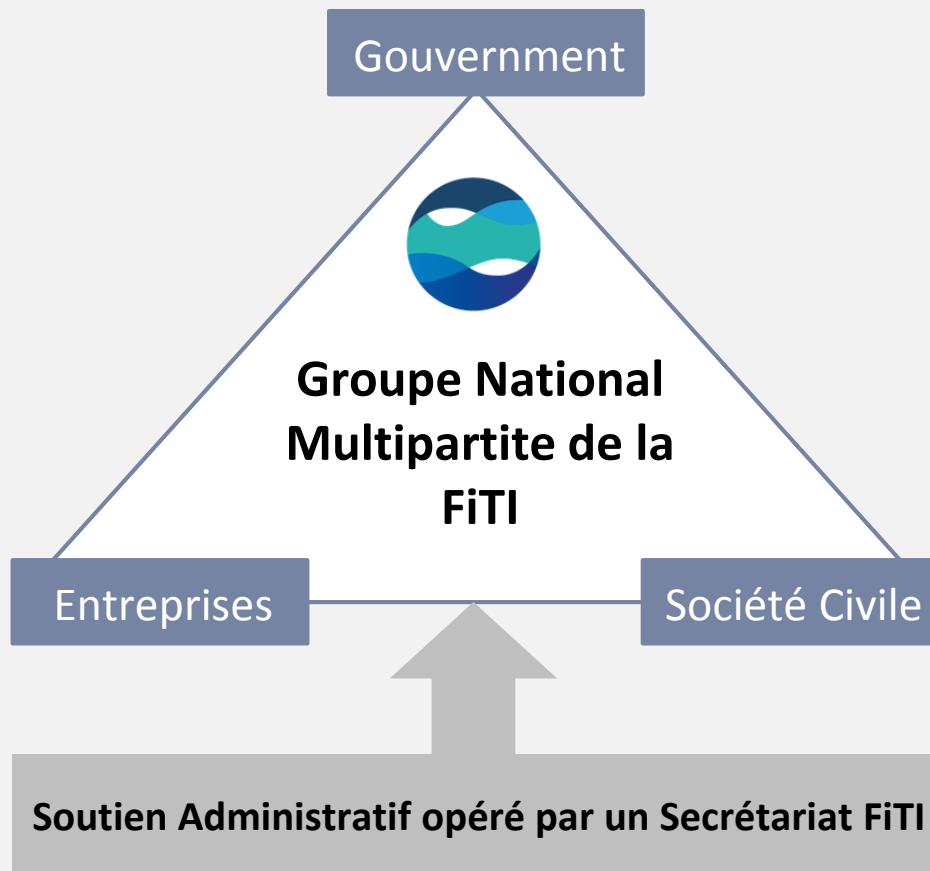 Gouvernment
Groupe National
Multipartite de la
FiTI
Entreprises
Société Civile
Soutien Administratif opéré par un Secrétariat FiTI